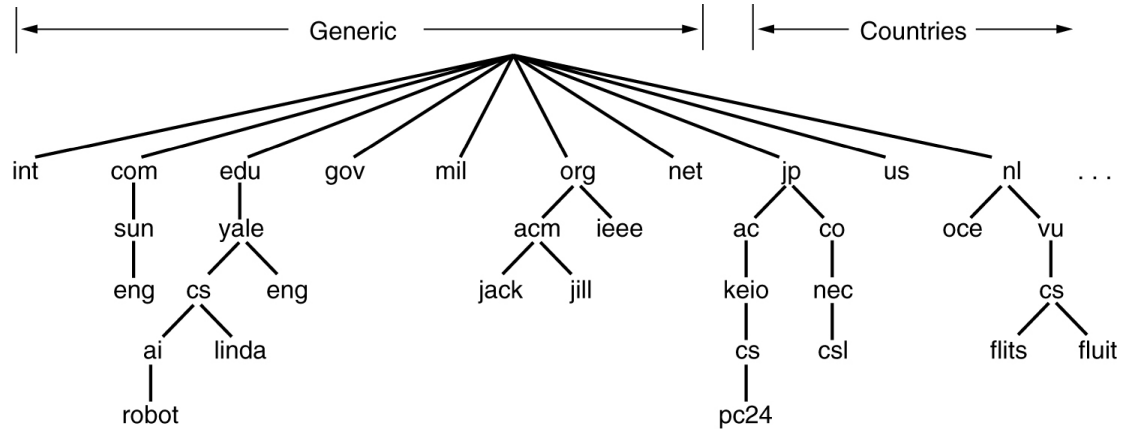 Generic Countries
int com edu gov mil org net jp us nl . . .
sun yale acm ieee ac co oce vu
eng cs eng jack jill keio nec cs
ai linda cs csl flits fluit
robot pc24